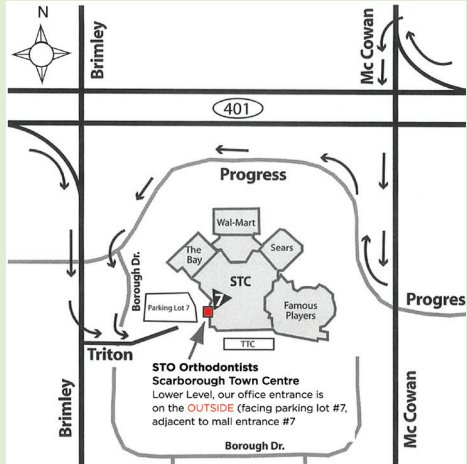 N
Brimley
Mc Cowan
401
Progress
Wal-Mart
The
Bay
Sears
STC
Borough Dr.
Parking Lot 7
7
Famous
Players
Progres
TTC
Triton
STO Orthodontists
Scarborough Town Centre
Lower Level, our office entrance is
on the OUTSIDE (facing parking lot #7,
adjacent to mall entrance #7
Brimley
Mc Cowan
Borough Dr.